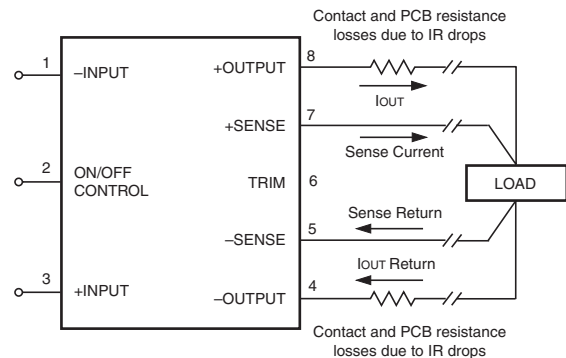 Contact and PCB resistance
losses due to IR drops
1
–INPUT
+OUTPUT
8
IOUT
+SENSE
7
Sense Current
2
ON/OFF
CONTROL
TRIM
6
LOAD
Sense Return
–SENSE
5
IOUT Return
3
+INPUT
–OUTPUT
4
Contact and PCB resistance
losses due to IR drops